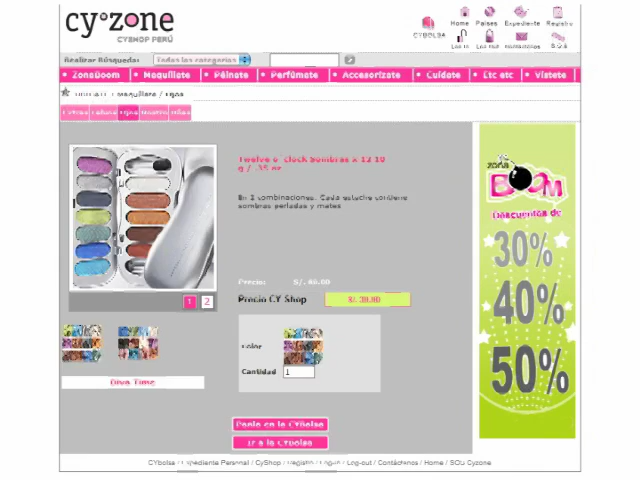 cy°zone
CYSHOP PERÚ
CYBOLSA
Home Países Expediente Registro
Log in Log out Contáctenos S.O.S
Realizar Búsqueda: Todas las categorías
• ZonaBoom • Maquíllate • Péinate • Perfúmate • Accesorízate • Cuídate • Etc etc • Vístete
Maquíllate / Ojos
Ojos
Twelve o' clock Sombras x 12 10
g / .35 oz
En 2 combinaciones. Cada estuche contiene
sombras perladas y mates
Precio: S/. 46.00
1 2
Precio CY Shop S/. 39.90
Color
Cantidad 1
Diva Time
Ponlo en la CYBolsa
Ir a la CYBolsa
zona
BOOM
Descuentos de
30%
40%
50%
CYbolsa / Expediente Personal / CyShop / Registro / Log-in / Log-out / Contáctenos / Home / SOS Cyzone